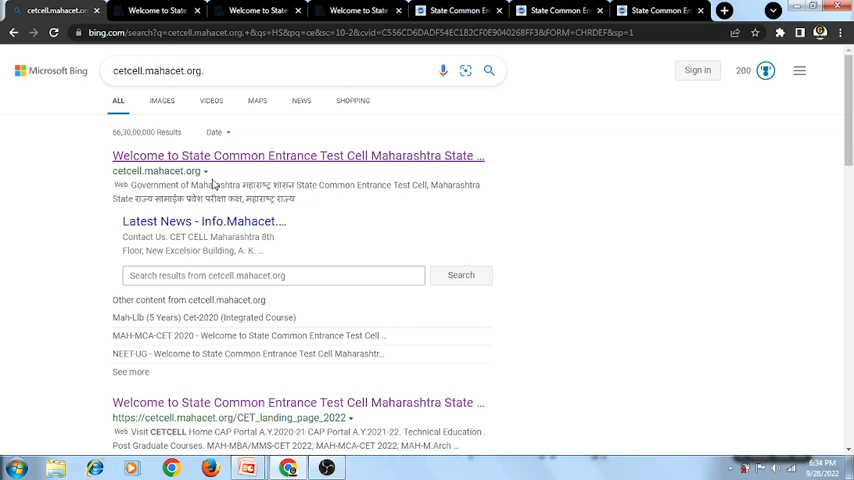 cetcell.mahacet.org
Welcome to State
Welcome to State
Welcome to State
State Common En
State Common En
State Common En
bing.com/search?q=cetcell.mahacet.org.+&qs=HS&pq=ce&sc=10-2&cvid=C556CD6DADF54EC1B2CF0E9040268FF3&FORM=CHRDEF&sp=1
Microsoft Bing
cetcell.mahacet.org.
Sign in
200
ALL IMAGES VIDEOS MAPS NEWS SHOPPING
66,30,00,000 Results Date
Welcome to State Common Entrance Test Cell Maharashtra State ...
cetcell.mahacet.org
Web Government of Maharashtra महाराष्ट्र शासन State Common Entrance Test Cell, Maharashtra
State राज्य सामाईक प्रवेश परीक्षा कक्ष, महाराष्ट्र राज्य
Latest News - Info.Mahacet....
Contact Us. CET CELL Maharashtra 8th
Floor, New Excelsior Building, A. K. ...
Search results from cetcell.mahacet.org
Search
Other content from cetcell.mahacet.org
Mah-Llb (5 Years) Cet-2020 (Integrated Course)
MAH-MCA-CET 2020 - Welcome to State Common Entrance Test Cell ...
NEET-UG - Welcome to State Common Entrance Test Cell Maharashtr...
See more
Welcome to State Common Entrance Test Cell Maharashtra State ...
https://cetcell.mahacet.org/CET_landing_page_2022
Web Visit CETCELL Home CAP Portal A.Y.2020-21 CAP Portal A.Y.2021-22. Technical Education .
Post Graduate Courses. MAH-MBA/MMS-CET 2022; MAH-MCA-CET 2022; MAH-M.Arch ...
6:34 PM
9/28/2022